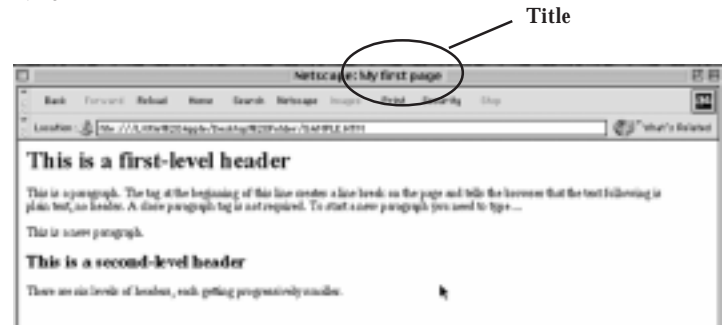 Title
Netscape: My first page
Back Forward Reload Home Search Netscape Images Print Security Stop
Location: What's Related
This is a first-level header
This is a paragraph. The tag at the beginning of this line creates a line break on the page and tells the browser that the text following is
plain text, no header. A close paragraph tag is not required. To start a new paragraph you need to type....
This is a new paragraph.
This is a second-level header
There are six levels of headers, each getting progressively smaller.